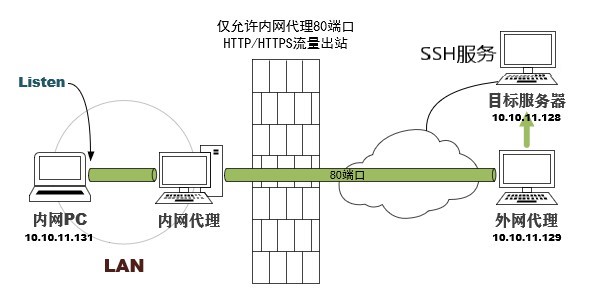 仅允许内网代理80端口
HTTP/HTTPS流量出站
SSH服务
Listen
目标服务器
10.10.11.128
80端口
内网PC
10.10.11.131
内网代理
外网代理
10.10.11.129
LAN